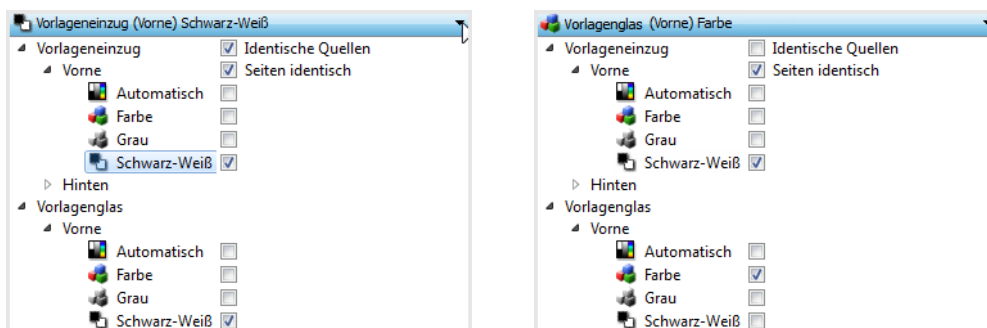 Vorlageneinzug (Vorne) Schwarz-Weiß
Vorlageneinzug Identische Quellen
Vorne Seiten identisch
Automatisch
Farbe
Grau
Schwarz-Weiß
Hinten
Vorlagenglas
Vorne
Automatisch
Farbe
Grau
Schwarz-Weiß
Vorlagenglas (Vorne) Farbe
Vorlageneinzug Identische Quellen
Vorne Seiten identisch
Automatisch
Farbe
Grau
Schwarz-Weiß
Hinten
Vorlagenglas
Vorne
Automatisch
Farbe
Grau
Schwarz-Weiß